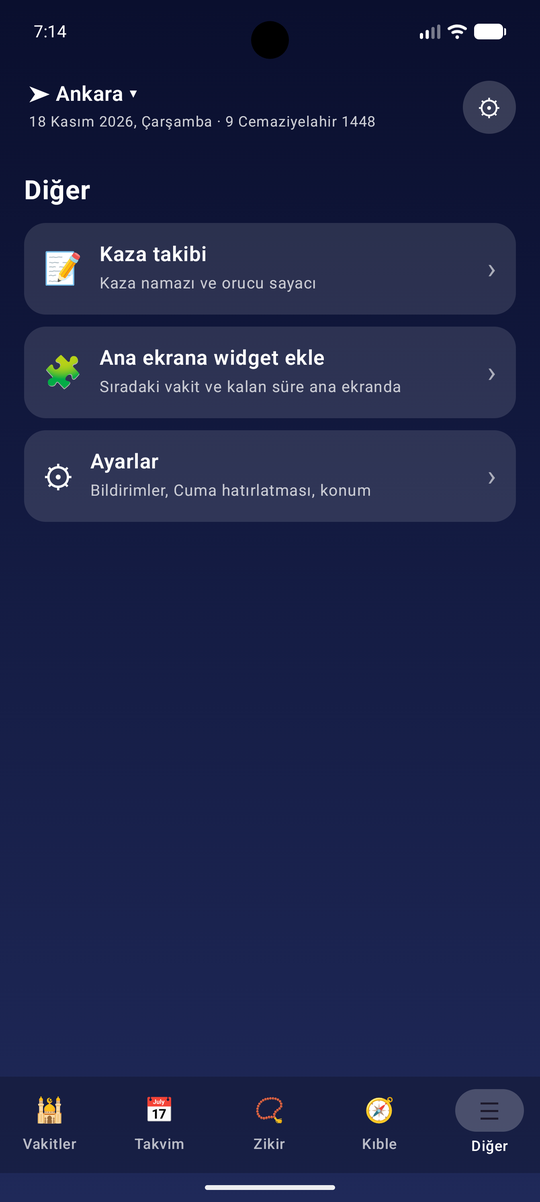 7:14
Ankara
18 Kasım 2026, Çarşamba · 9 Cemaziyelahir 1448
Diğer
Kaza takibi
Kaza namazı ve orucu sayacı
Ana ekrana widget ekle
Sıradaki vakit ve kalan süre ana ekranda
Ayarlar
Bildirimler, Cuma hatırlatması, konum
July
17
Vakitler
Takvim
Zikir
Kıble
Diğer